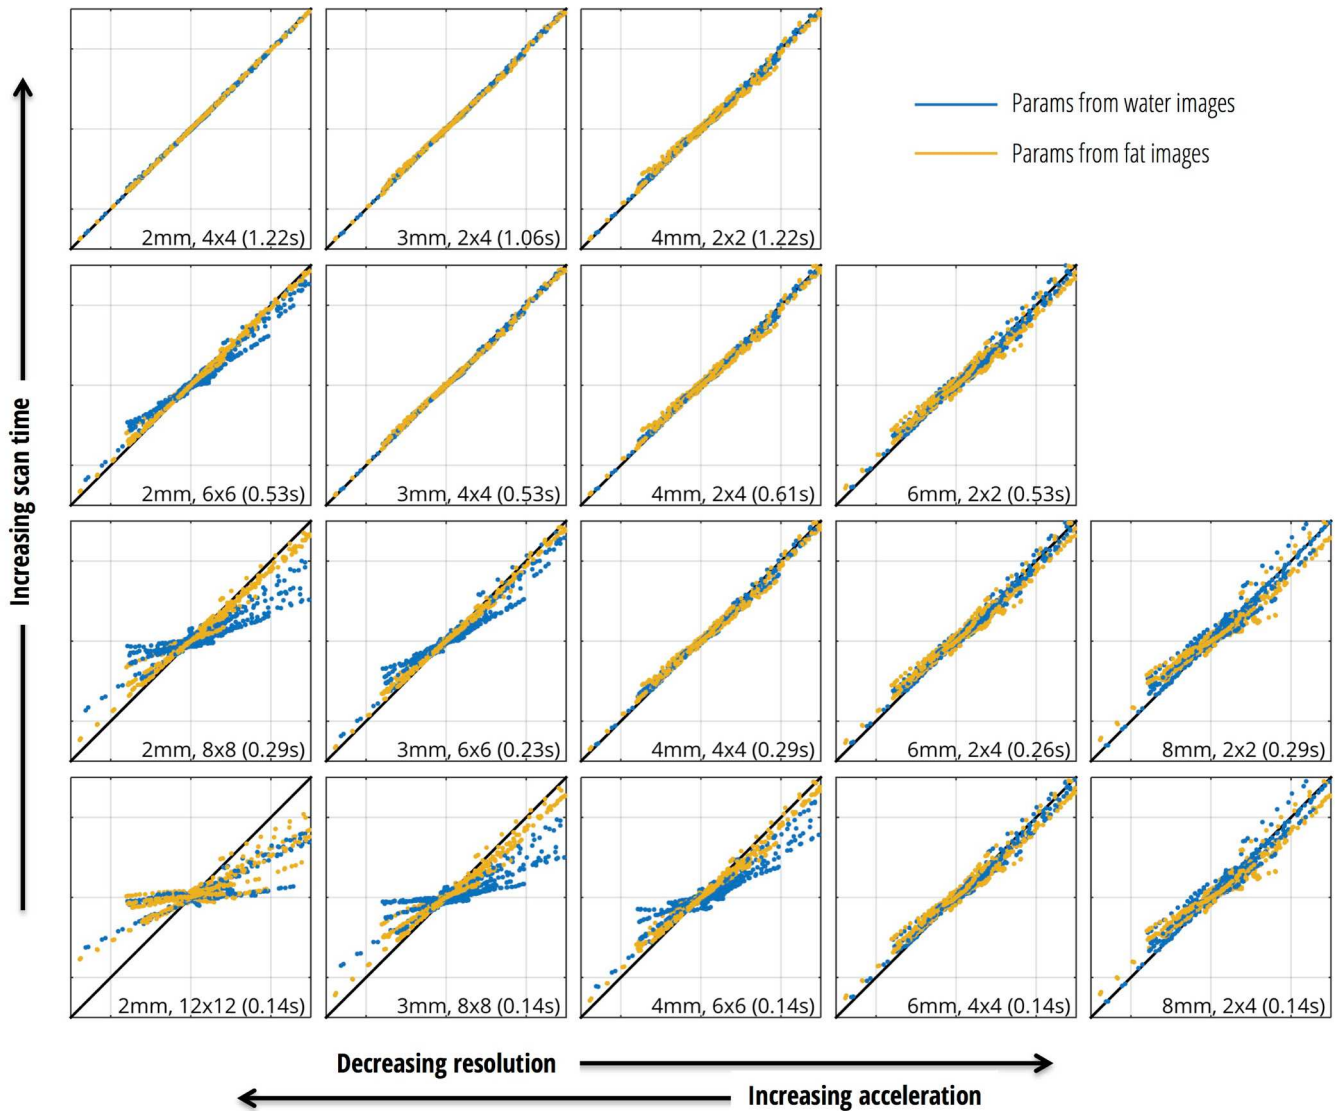 Params from water images
Params from fat images
2mm, 4x4 (1.22s)
3mm, 2x4 (1.06s)
4mm, 2x2 (1.22s)
2mm, 6x6 (0.53s)
3mm, 4x4 (0.53s)
4mm, 2x4 (0.61s)
6mm, 2x2 (0.53s)
Increasing scan time
2mm, 8x8 (0.29s)
3mm, 6x6 (0.23s)
4mm, 4x4 (0.29s)
6mm, 2x4 (0.26s)
8mm, 2x2 (0.29s)
2mm, 12x12 (0.14s)
3mm, 8x8 (0.14s)
4mm, 6x6 (0.14s)
6mm, 4x4 (0.14s)
8mm, 2x4 (0.14s)
Decreasing resolution
Increasing acceleration